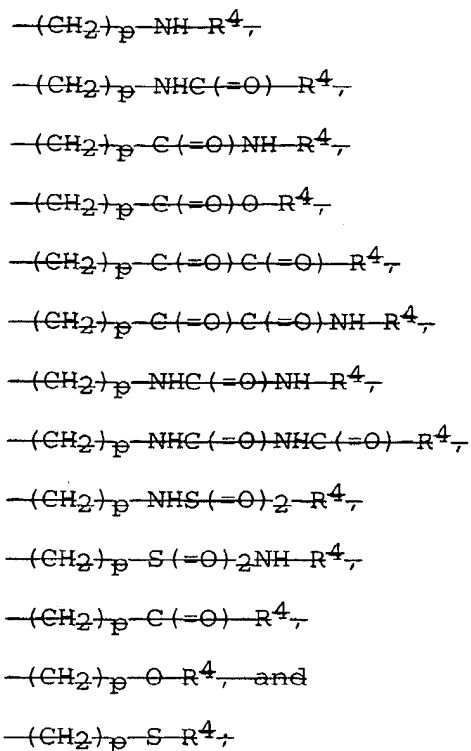 -(CH2)p-NH-R4,
-(CH2)p-NHC(=O)-R4,
-(CH2)p-C(=O)NH-R4,
-(CH2)p-C(=O)O-R4,
-(CH2)p-C(=O)C(=O)-R4,
-(CH2)p-C(=O)C(=O)NH-R4,
-(CH2)p-NHC(=O)NH-R4,
-(CH2)p-NHC(=O)NHC(=O)-R4,
-(CH2)p-NHS(=O)2-R4,
-(CH2)p-S(=O)2NH-R4,
-(CH2)p-C(=O)-R4,
-(CH2)p-O-R4, and
-(CH2)p-S-R4;